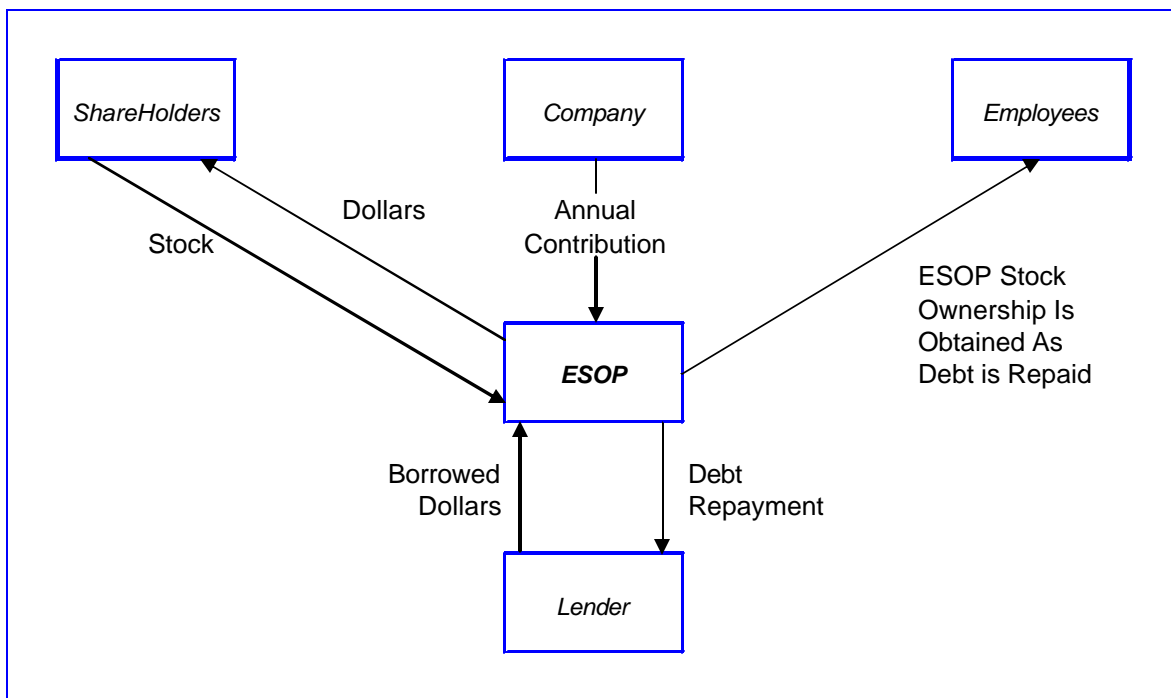 ShareHolders
Company
Employees
Dollars
Stock
Annual
Contribution
ESOP Stock
Ownership Is
Obtained As
Debt is Repaid
ESOP
Borrowed
Dollars
Debt
Repayment
Lender